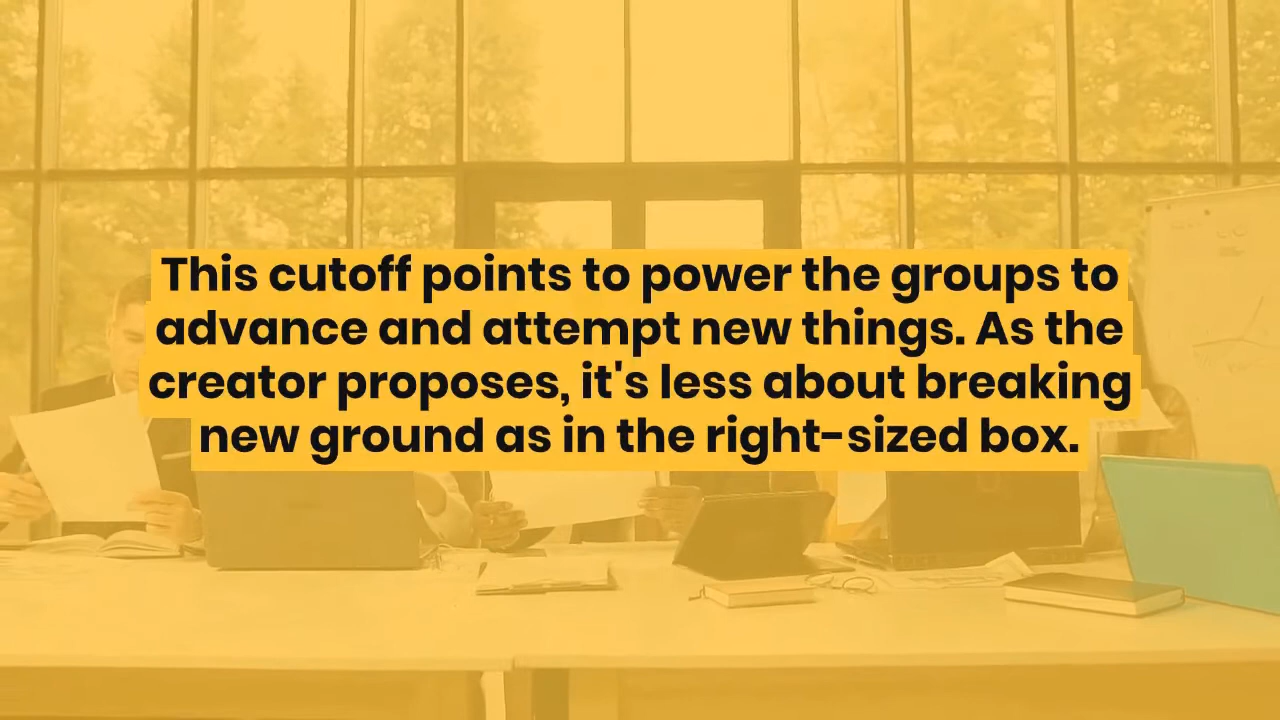 This cutoff points to power the groups to
advance and attempt new things. As the
creator proposes, it's less about breaking
new ground as in the right-sized box.